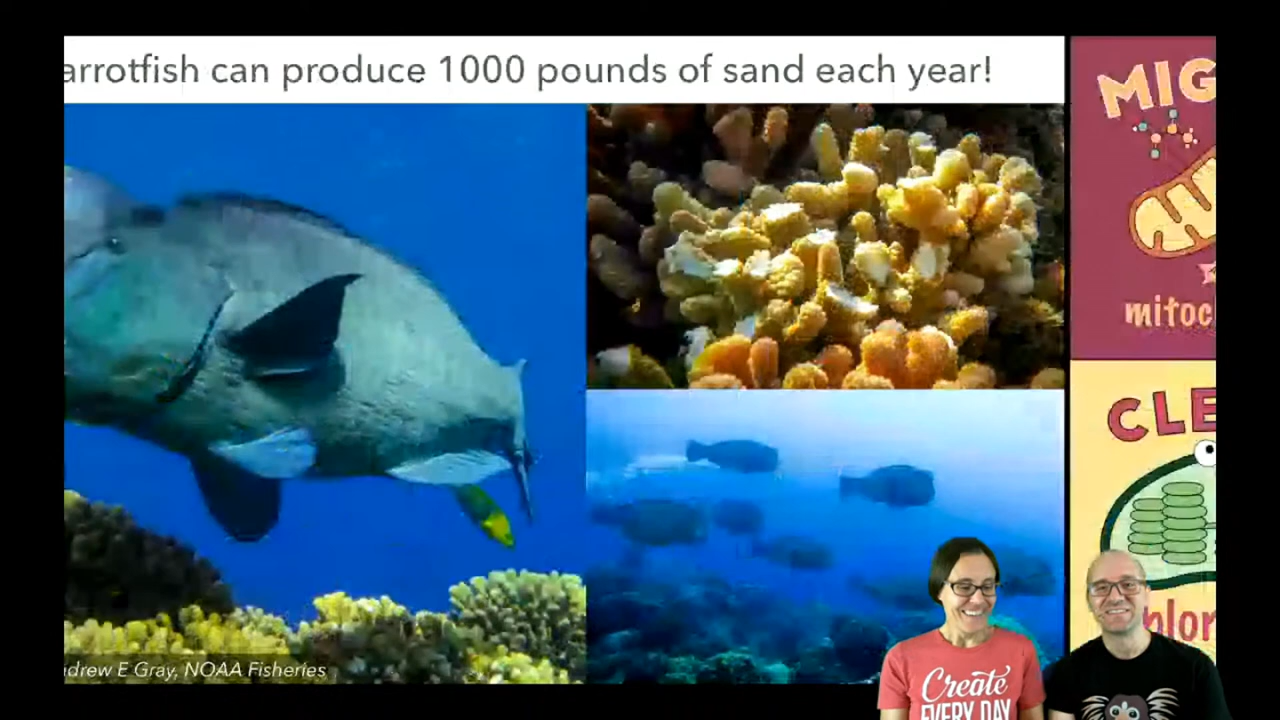 arrotfish can produce 1000 pounds of sand each year!
MIG
mitoc
CLE
hlor
drew E Gray, NOAA Fisheries
Create
EVERY DAY